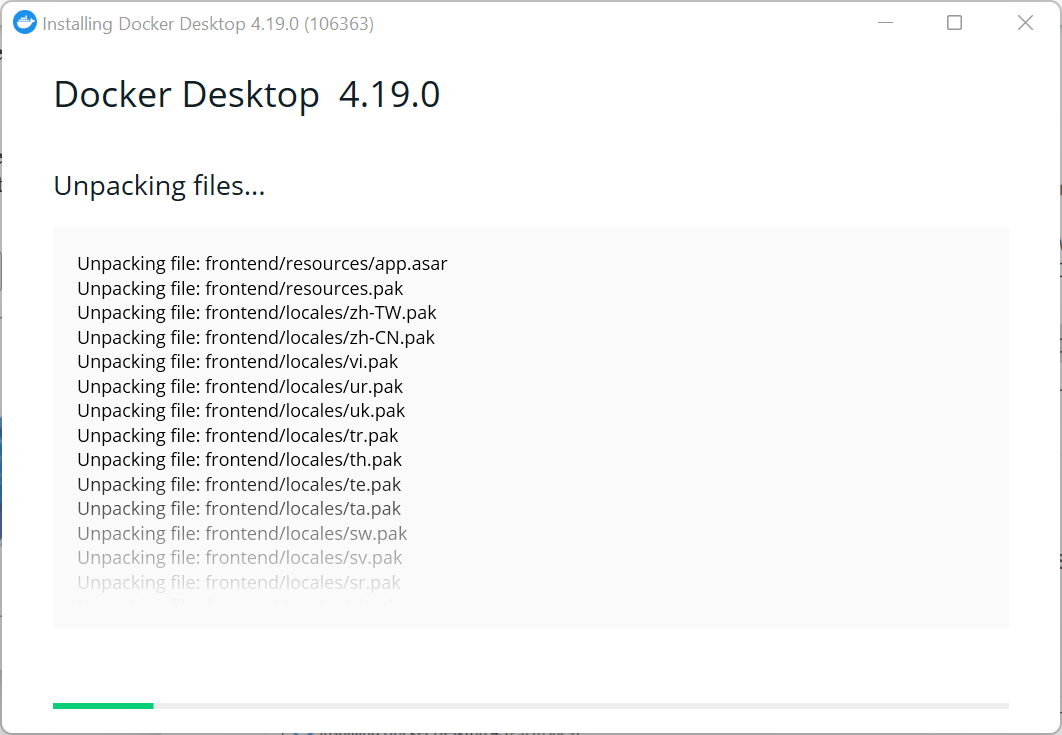 Installing Docker Desktop 4.19.0 (106363)
Docker Desktop 4.19.0
Unpacking files...
Unpacking file: frontend/resources/app.asar
Unpacking file: frontend/resources.pak
Unpacking file: frontend/locales/zh-TW.pak
Unpacking file: frontend/locales/zh-CN.pak
Unpacking file: frontend/locales/vi.pak
Unpacking file: frontend/locales/ur.pak
Unpacking file: frontend/locales/uk.pak
Unpacking file: frontend/locales/tr.pak
Unpacking file: frontend/locales/th.pak
Unpacking file: frontend/locales/te.pak
Unpacking file: frontend/locales/ta.pak
Unpacking file: frontend/locales/sw.pak
Unpacking file: frontend/locales/sv.pak
Unpacking file: frontend/locales/sr.pak